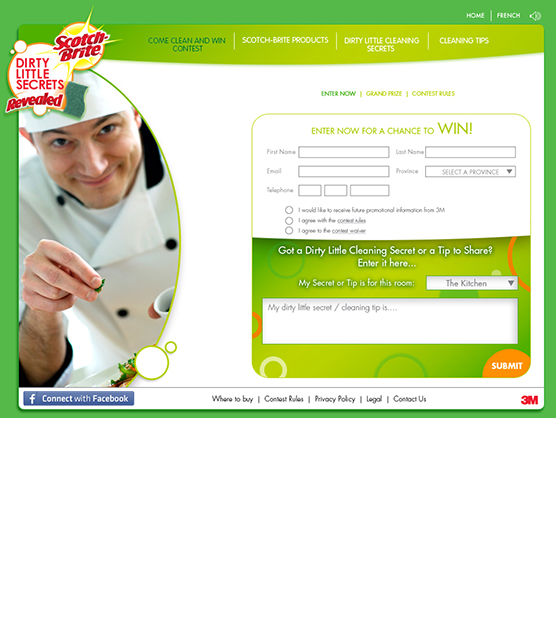 HOME | FRENCH
Scotch-Brite
DIRTY
LITTLE
SECRETS
Revealed
COME CLEAN AND WIN
CONTEST
SCOTCH-BRITE PRODUCTS
DIRTY LITTLE CLEANING
SECRETS
CLEANING TIPS
ENTER NOW | GRAND PRIZE | CONTEST RULES
ENTER NOW FOR A CHANCE TO WIN!
First Name
Last Name
Email
Province
SELECT A PROVINCE
Telephone
I would like to receive future promotional information from 3M
I agree with the contest rules
I agree to the contest waiver
Got a Dirty Little Cleaning Secret or a Tip to Share?
Enter it here...
My Secret or Tip is for this room:
The Kitchen
My dirty little secret / cleaning tip is....
SUBMIT
f Connect with Facebook
Where to buy | Contest Rules | Privacy Policy | Legal | Contact Us
3M